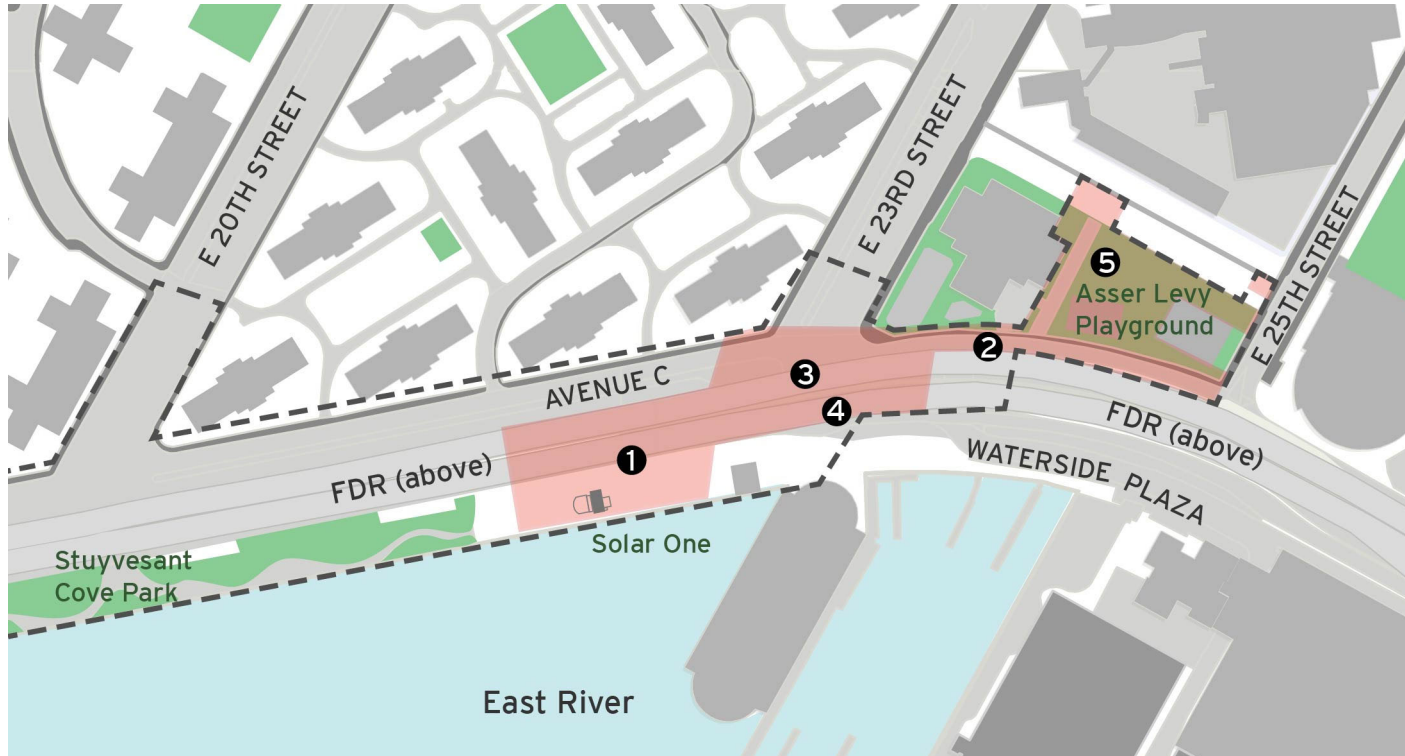 E 20TH STREET
E 23RD STREET
E 25TH STREET
5
Asser Levy
Playground
2
3
AVENUE C
4
FDR (above)
1
FDR (above)
WATERSIDE PLAZA
Solar One
Stuyvesant
Cove Park
East River